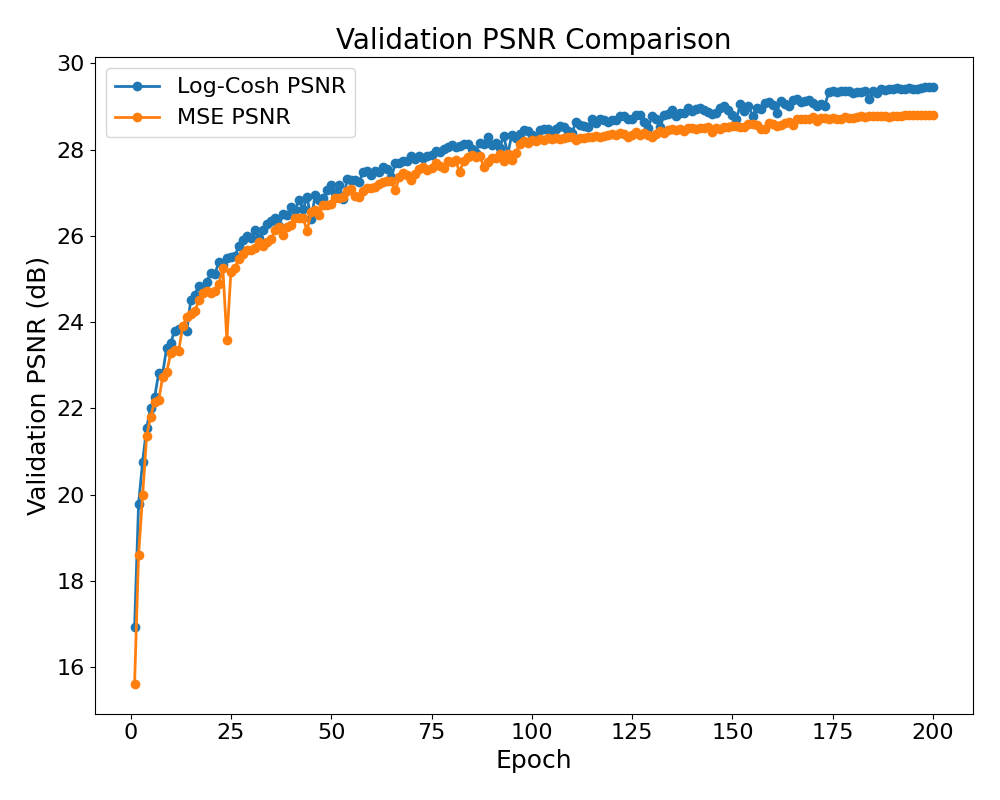 Validation PSNR Comparison
Log-Cosh PSNR
MSE PSNR
Validation PSNR (dB)
30
28
26
24
22
20
18
16
0 25 50 75 100 125 150 175 200
Epoch